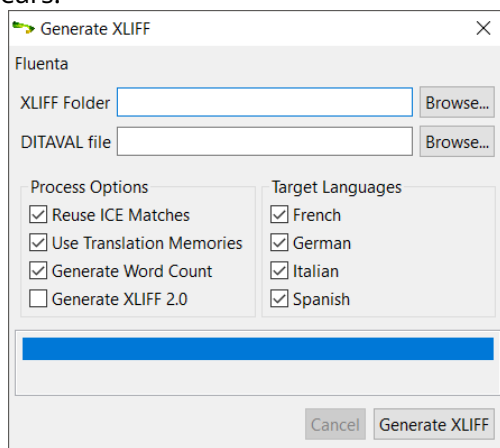 Generate XLIFF
Fluenta
XLIFF Folder Browse...
DITAVAL file Browse...
Process Options Target Languages
Reuse ICE Matches French
Use Translation Memories German
Generate Word Count Italian
Generate XLIFF 2.0 Spanish
Cancel Generate XLIFF